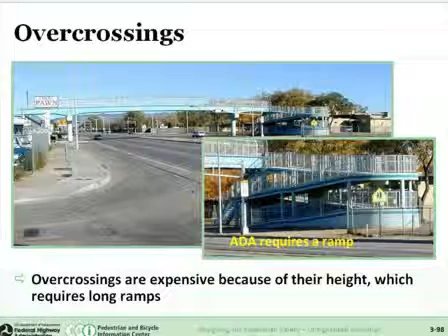 Overcrossings
PAWN
ADA requires a ramp
Overcrossings are expensive because of their height, which
requires long ramps
Federal Highway
Pedestrian and Bicycle
Information Center
3-98